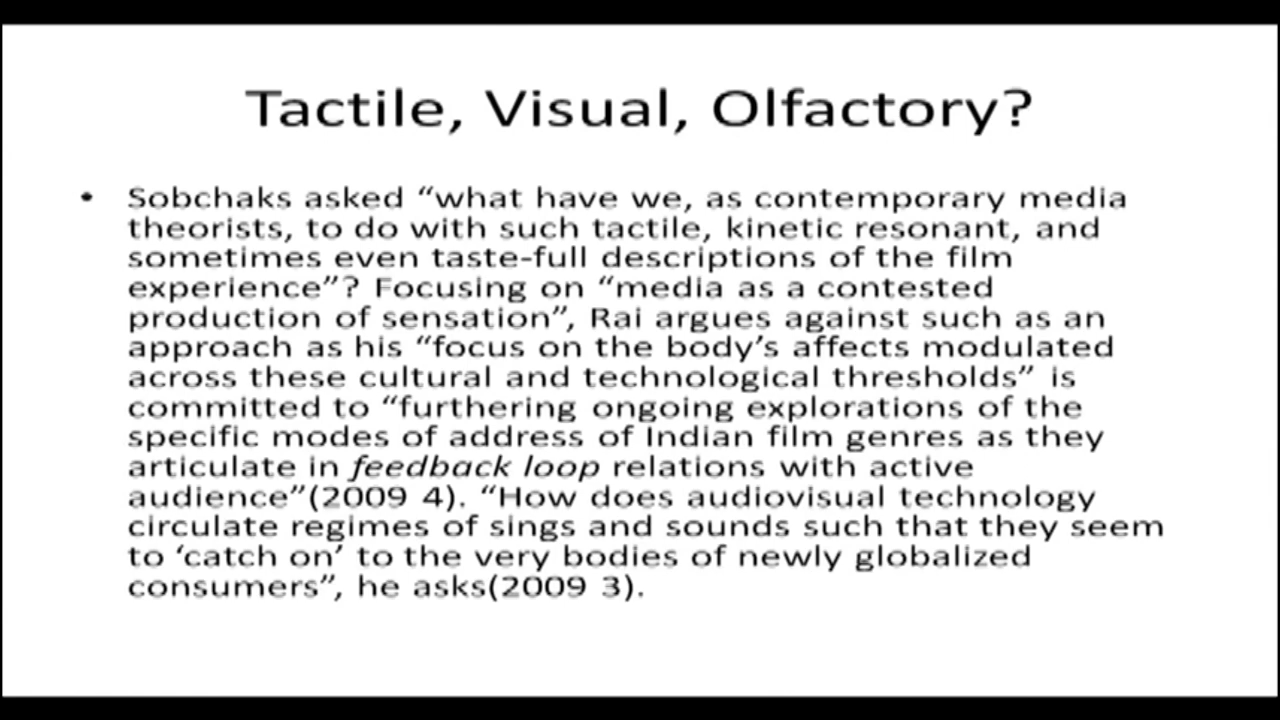 Tactile, Visual, Olfactory?
• Sobchaks asked “what have we, as contemporary media
theorists, to do with such tactile, kinetic resonant, and
sometimes even taste-full descriptions of the film
experience”? Focusing on “media as a contested
production of sensation”, Rai argues against such as an
approach as his “focus on the body’s affects modulated
across these cultural and technological thresholds” is
committed to “furthering ongoing explorations of the
specific modes of address of Indian film genres as they
articulate in feedback loop relations with active
audience”(2009 4). “How does audiovisual technology
circulate regimes of sings and sounds such that they seem
to ‘catch on’ to the very bodies of newly globalized
consumers”, he asks(2009 3).